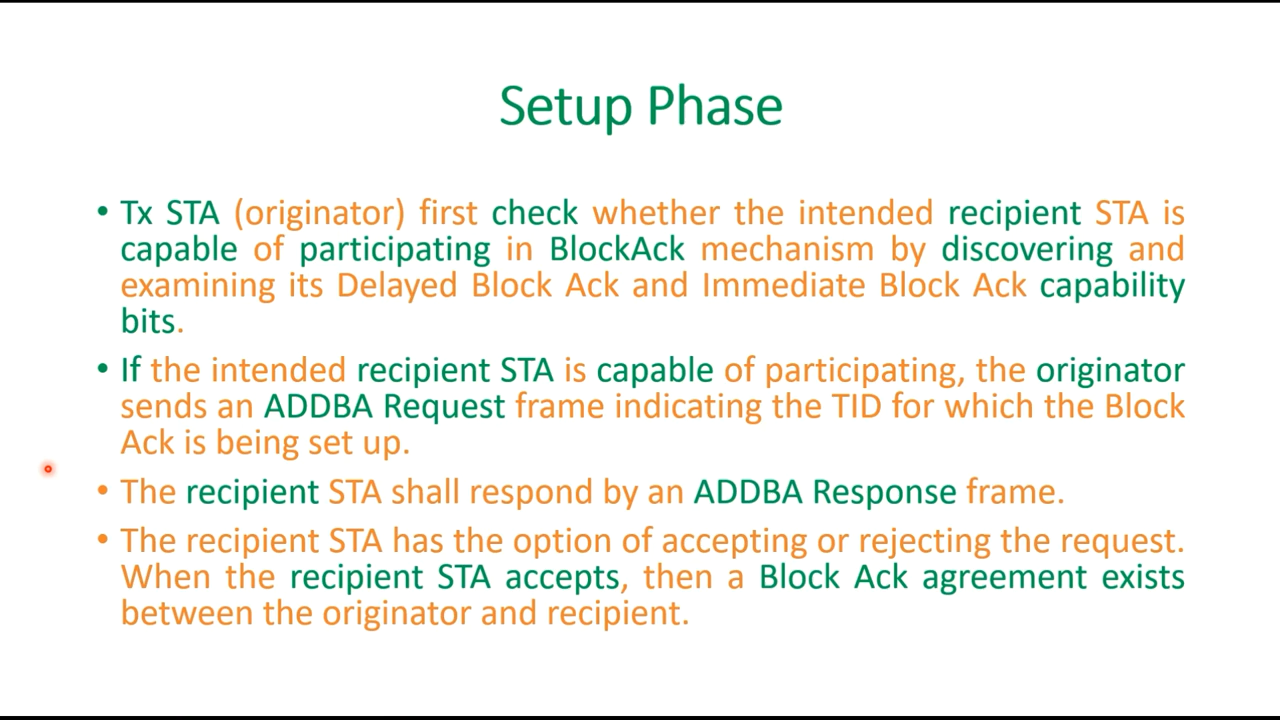 Setup Phase
• Tx STA (originator) first check whether the intended recipient STA is
capable of participating in BlockAck mechanism by discovering and
examining its Delayed Block Ack and Immediate Block Ack capability
bits.
• If the intended recipient STA is capable of participating, the originator
sends an ADDBA Request frame indicating the TID for which the Block
Ack is being set up.
• The recipient STA shall respond by an ADDBA Response frame.
• The recipient STA has the option of accepting or rejecting the request.
When the recipient STA accepts, then a Block Ack agreement exists
between the originator and recipient.